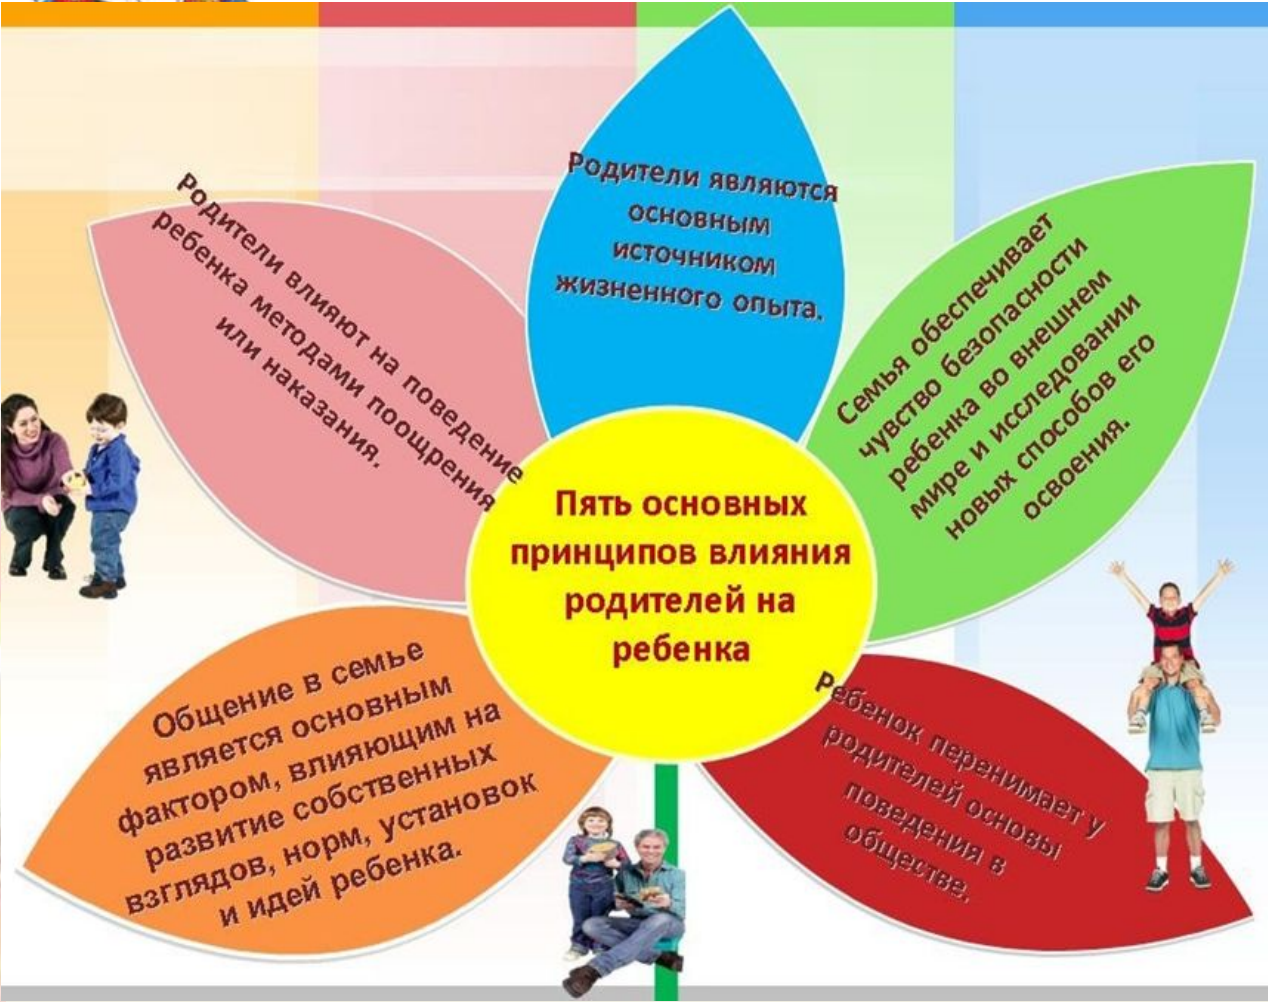 Пять основных
принципов влияния
родителей на
ребенка
Родители являются
основным
источником
жизненного опыта.
Семья обеспечивает
чувство безопасности
ребенка во внешнем
мире и исследовании
новых способов его
освоения.
Ребенок перенимает у
родителей основы
поведения в
обществе.
Общение в семье
является основным
фактором, влияющим на
развитие собственных
взглядов, норм, установок
и идей ребенка.
Родители влияют на поведение
ребенка методами поощрения
или наказания.